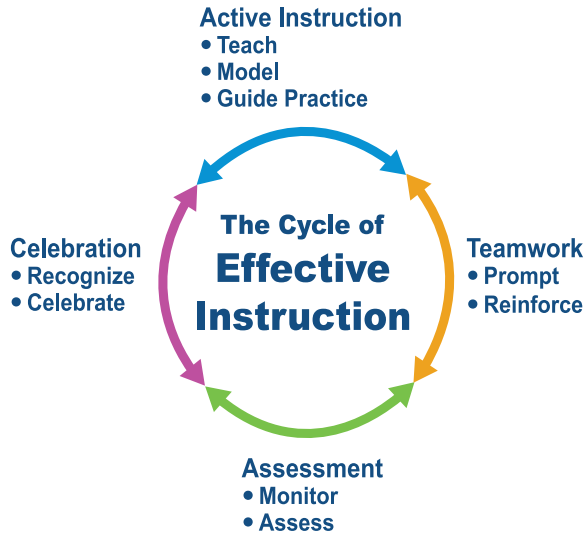 Active Instruction
• Teach
• Model
• Guide Practice
The Cycle of
Effective
Instruction
Celebration
• Recognize
• Celebrate
Teamwork
• Prompt
• Reinforce
Assessment
• Monitor
• Assess